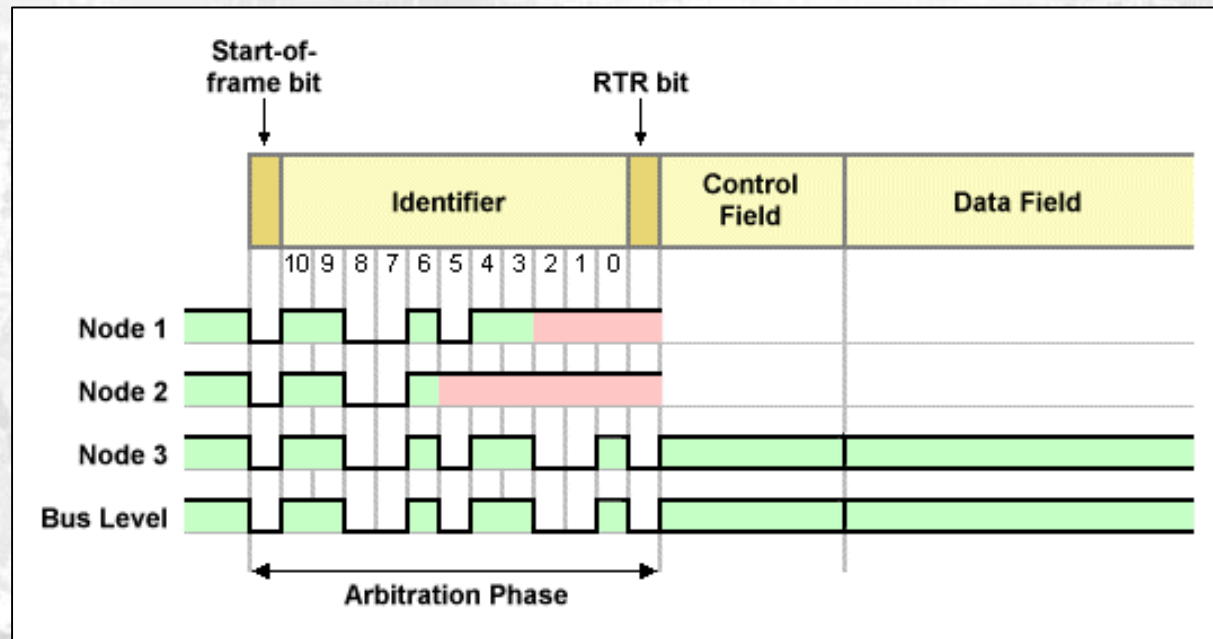 Start-of-
frame bit
RTR bit
Identifier
Control
Field
Data Field
10 9 8 7 6 5 4 3 2 1 0
Node 1
Node 2
Node 3
Bus Level
Arbitration Phase